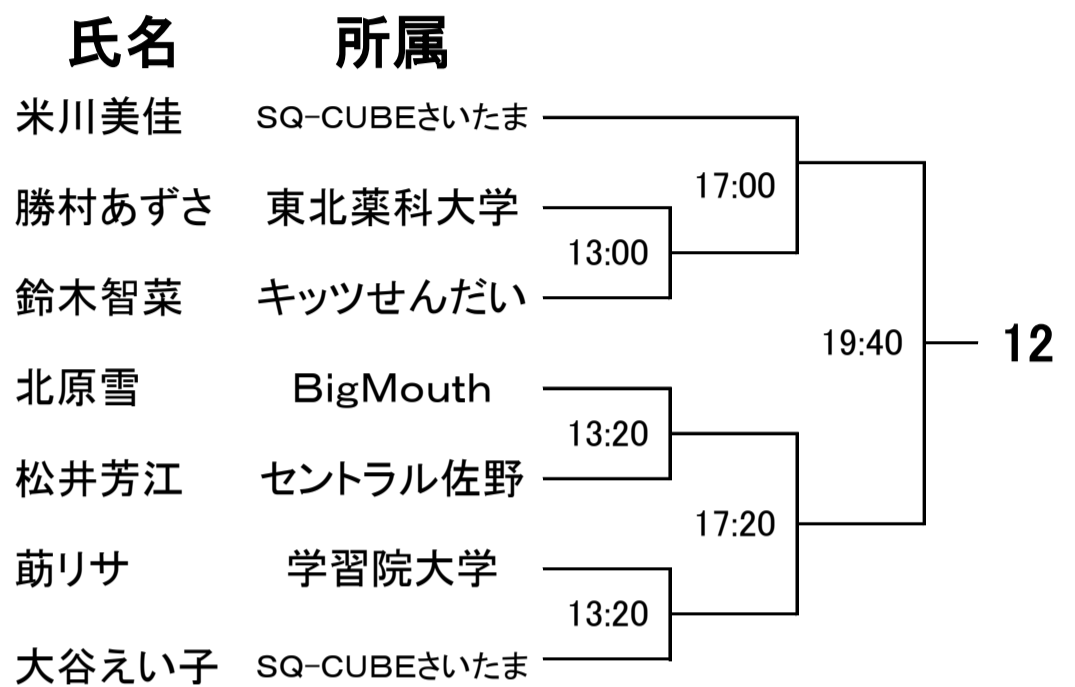 氏名 所属
米川美佳 SQ-CUBEさいたま
17:00
勝村あずさ 東北薬科大学
13:00
鈴木智菜 キッツせんだい
19:40 12
北原雪 BigMouth
13:20
松井芳江 セントラル佐野
17:20
莇リサ 学習院大学
13:20
大谷えい子 SQ-CUBEさいたま